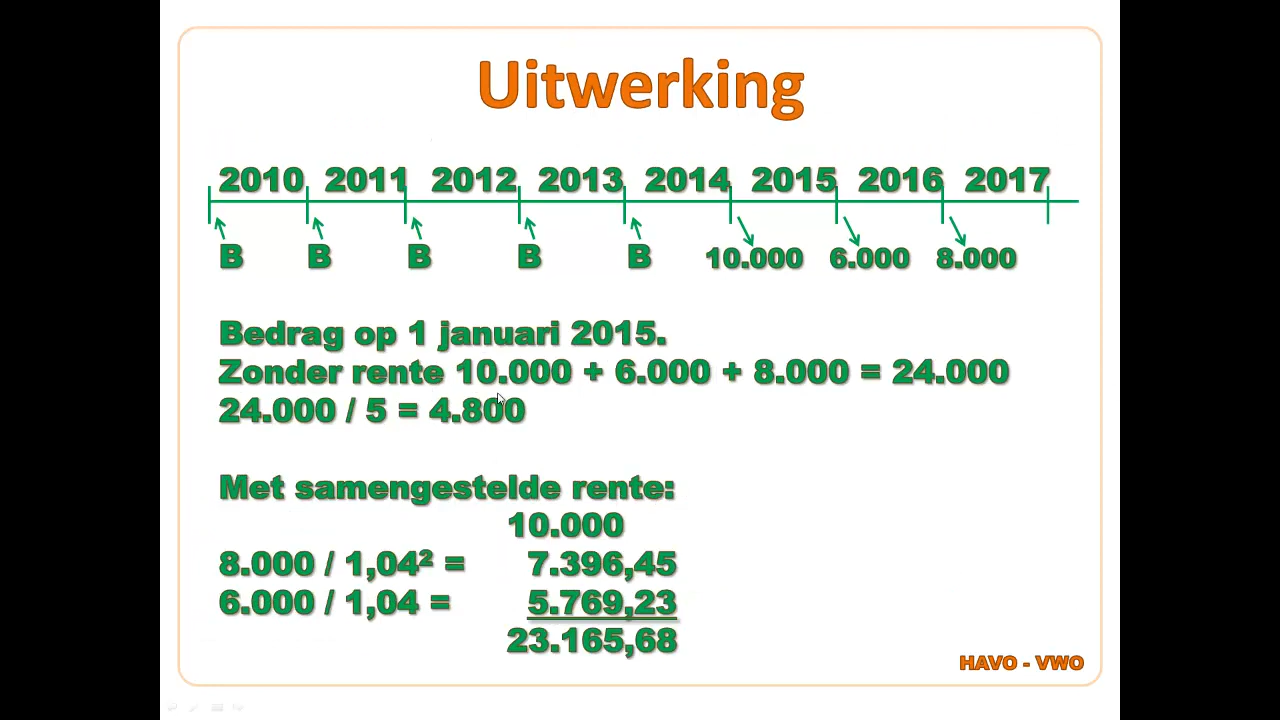 Uitwerking
2010 2011 2012 2013 2014 2015 2016 2017
B B B B B 10.000 6.000 8.000
Bedrag op 1 januari 2015.
Zonder rente 10.000 + 6.000 + 8.000 = 24.000
24.000 / 5 = 4.800
Met samengestelde rente:
10.000
8.000 / 1,04² = 7.396,45
6.000 / 1,04 = 5.769,23
23.165,68
HAVO - VWO